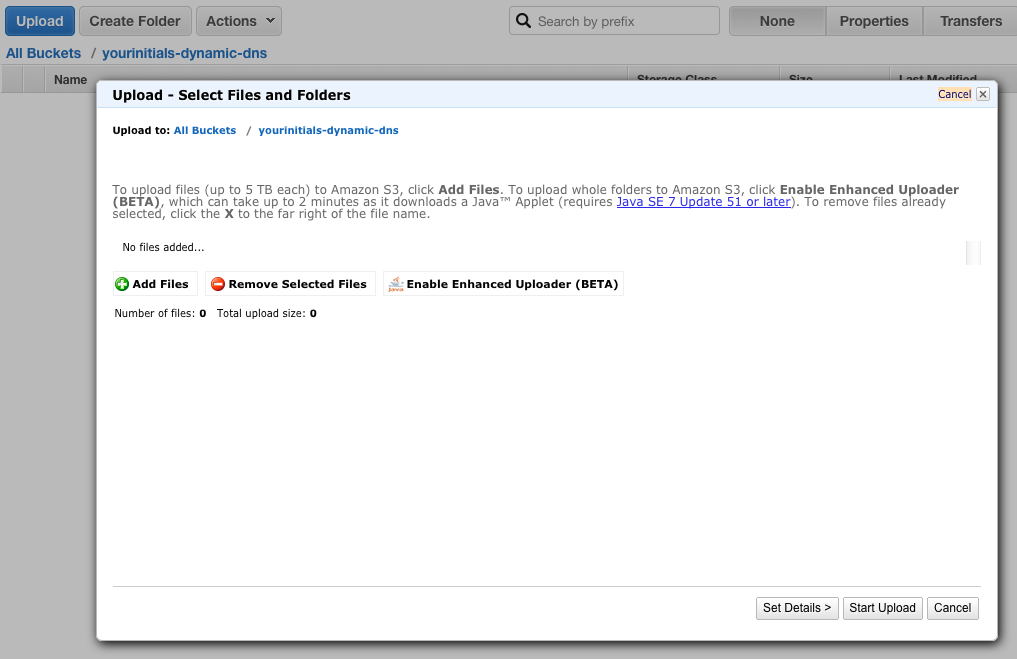 Upload Create Folder Actions Search by prefix None Properties Transfers
All Buckets / yourinitials-dynamic-dns
Name Storage Class Size Last Modified
Upload - Select Files and Folders Cancel
Upload to: All Buckets / yourinitials-dynamic-dns
To upload files (up to 5 TB each) to Amazon S3, click Add Files. To upload whole folders to Amazon S3, click Enable Enhanced Uploader
(BETA), which can take up to 2 minutes as it downloads a Java™ Applet (requires Java SE 7 Update 51 or later). To remove files already
selected, click the X to the far right of the file name.
No files added...
Add Files Remove Selected Files Enable Enhanced Uploader (BETA)
Number of files: 0 Total upload size: 0
Set Details > Start Upload Cancel